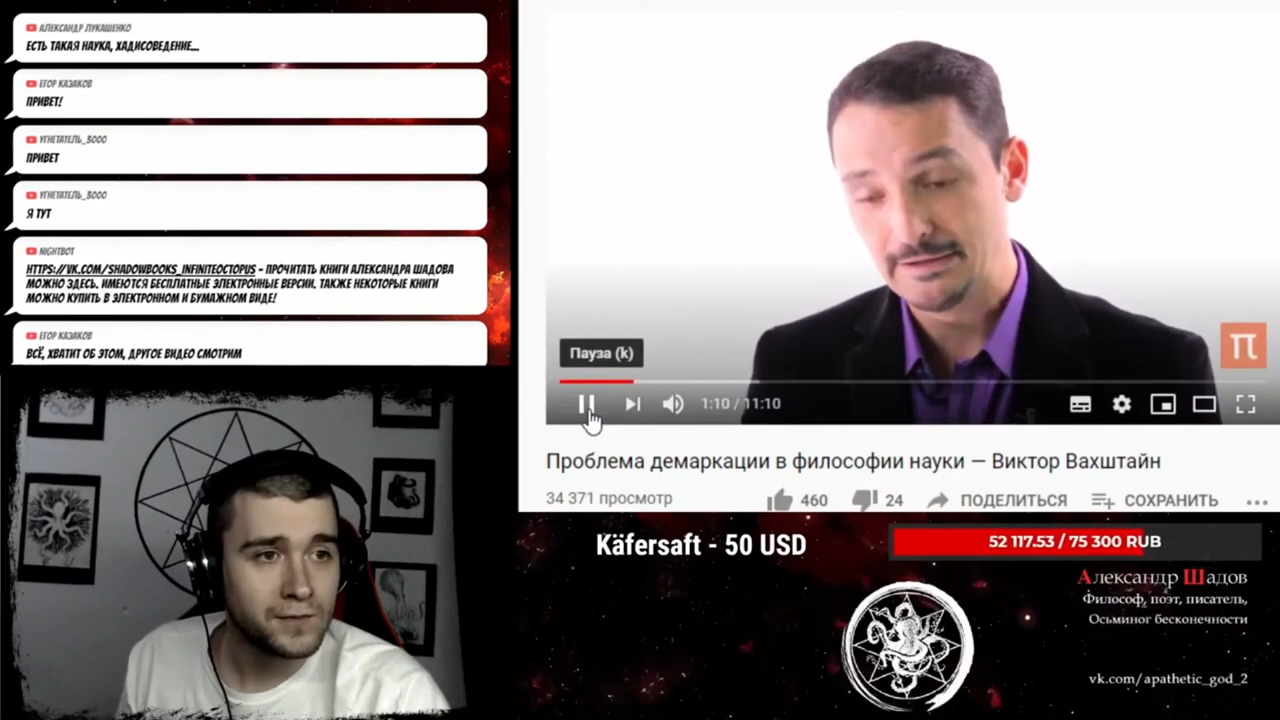 АЛЕКСАНДР ЛУКАШЕНКО
ЕСТЬ ТАКАЯ НАУКА, ХАДИСОВЕДЕНИЕ...
ЕГОР КАЗАКОВ
ПРИВЕТ!
УГНЕТАТЕЛЬ_3000
ПРИВЕТ
УГНЕТАТЕЛЬ_3000
Я ТУТ
NIGHTBOT
HTTPS://VK.COM/SHADOWBOOKS_INFINITEOCTOPUS - ПРОЧИТАТЬ КНИГИ АЛЕКСАНДРА ШАДОВА
МОЖНО ЗДЕСЬ. ИМЕЮТСЯ БЕСПЛАТНЫЕ ЭЛЕКТРОННЫЕ ВЕРСИИ. ТАКЖЕ НЕКОТОРЫЕ КНИГИ
МОЖНО КУПИТЬ В ЭЛЕКТРОННОМ И БУМАЖНОМ ВИДЕ!
ЕГОР КАЗАКОВ
ВСЁ, ХВАТИТ ОБ ЭТОМ, ДРУГОЕ ВИДЕО СМОТРИМ
π
Пауза (k)
1:10 / 11:10
Проблема демаркации в философии науки — Виктор Вахштайн
34 371 просмотр
460
24
ПОДЕЛИТЬСЯ
СОХРАНИТЬ
Käfersaft - 50 USD
52 117.53 / 75 300 RUB
Александр Шадов
Философ, поэт, писатель,
Осьминог бесконечности
vk.com/apathetic_god_2